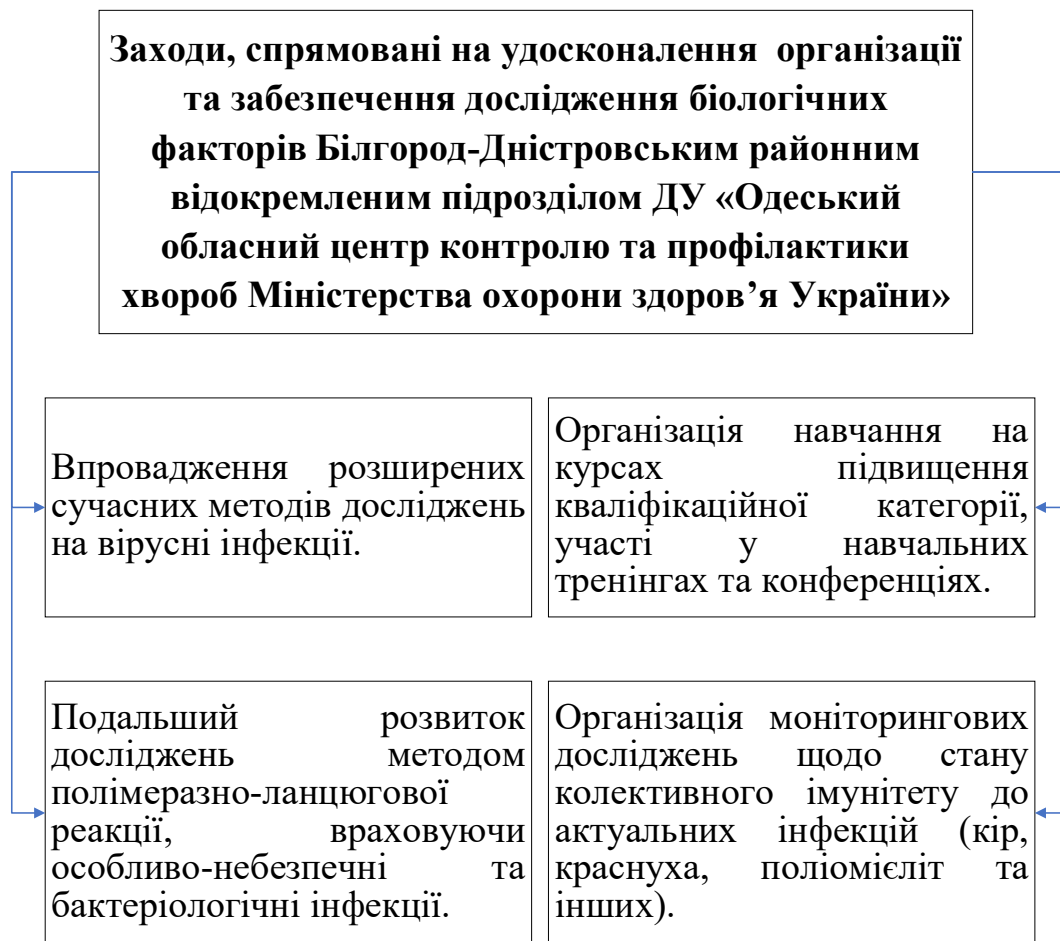 Заходи, спрямовані на удосконалення організації
та забезпечення дослідження біологічних
факторів Білгород-Дністровським районним
відокремленим підрозділом ДУ «Одеський
обласний центр контролю та профілактики
хвороб Міністерства охорони здоров’я України»
Впровадження розширених
сучасних методів досліджень
на вірусні інфекції.
Організація навчання на
курсах підвищення
кваліфікаційної категорії,
участі у навчальних
тренінгах та конференціях.
Подальший розвиток
досліджень методом
полімеразно-ланцюгової
реакції, враховуючи
особливо-небезпечні та
бактеріологічні інфекції.
Організація моніторингових
досліджень щодо стану
колективного імунітету до
актуальних інфекцій (кір,
краснуха, поліомієліт та
інших).